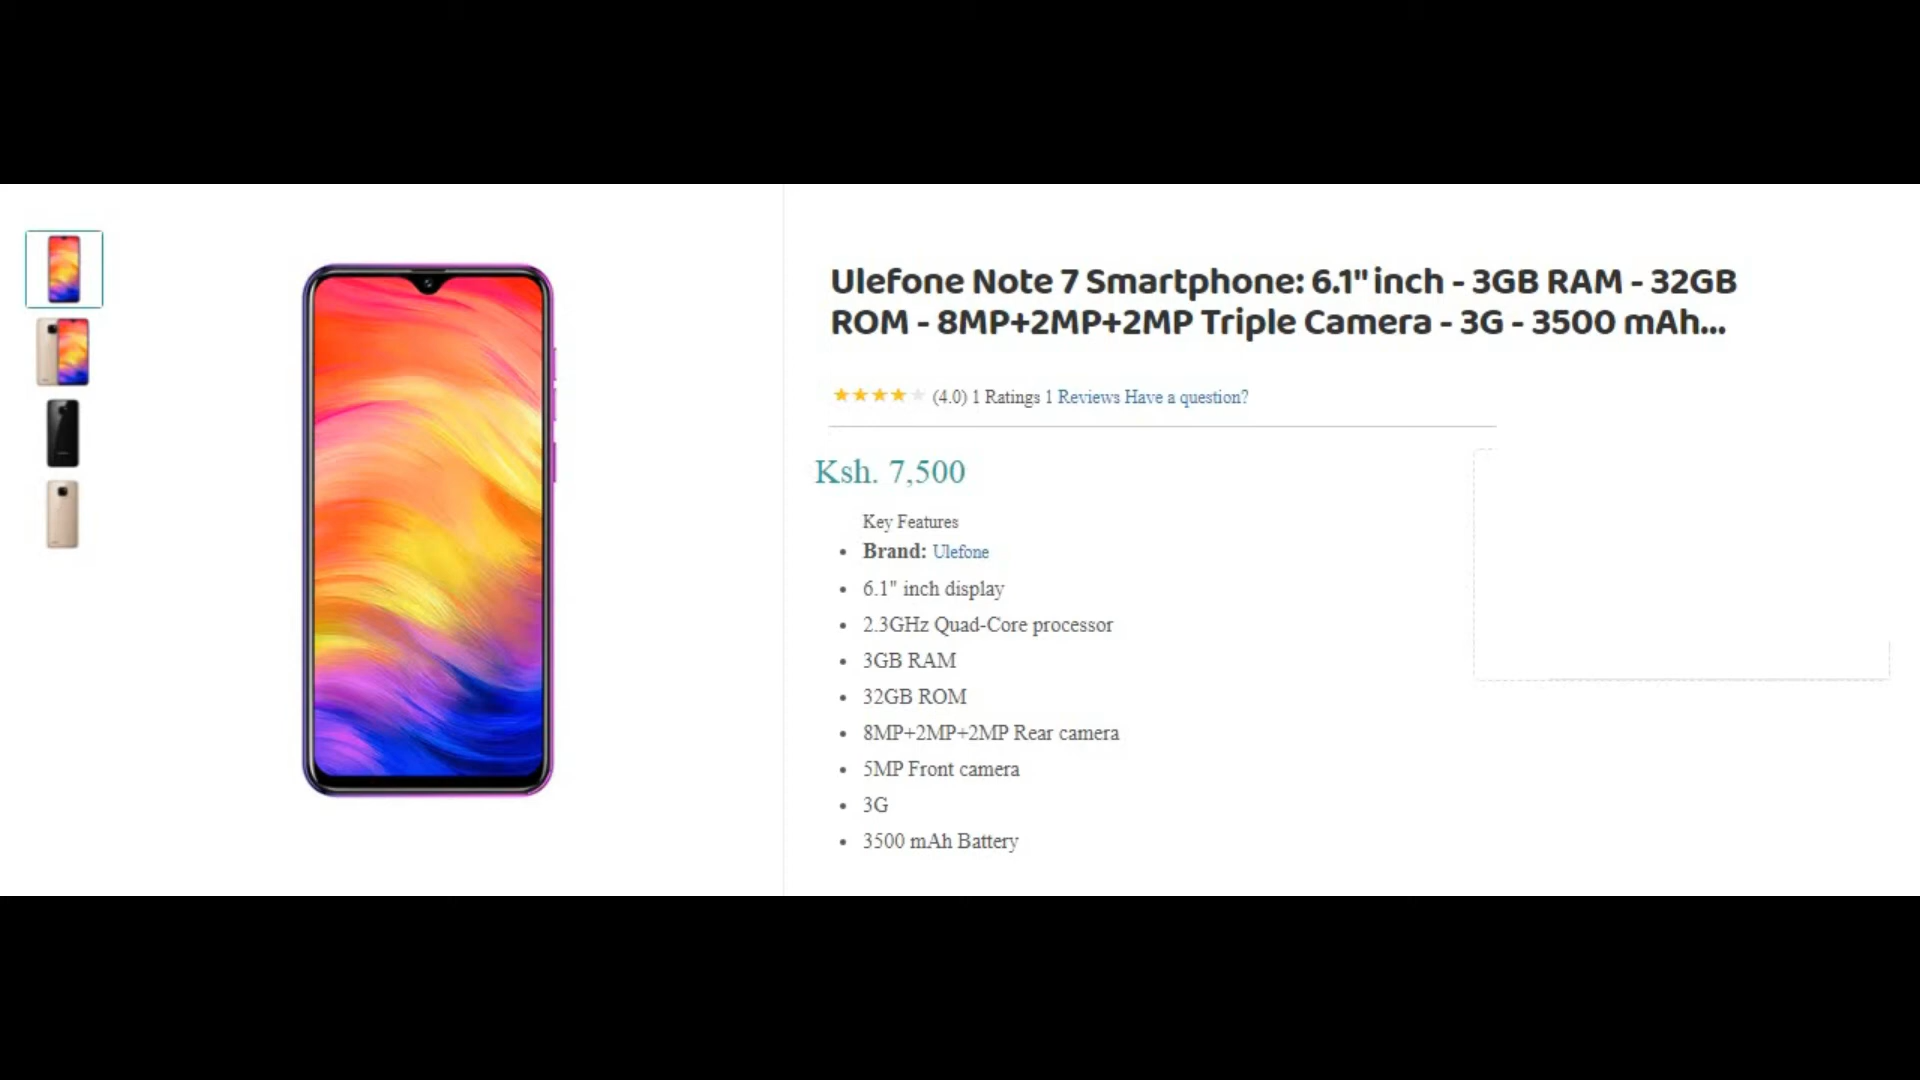 Ulefone Note 7 Smartphone: 6.1" inch - 3GB RAM - 32GB
ROM - 8MP+2MP+2MP Triple Camera - 3G - 3500 mAh...
(4.0) 1 Ratings 1 Reviews Have a question?
Ksh. 7,500
Key Features
Brand: Ulefone
6.1" inch display
2.3GHz Quad-Core processor
3GB RAM
32GB ROM
8MP+2MP+2MP Rear camera
5MP Front camera
3G
3500 mAh Battery